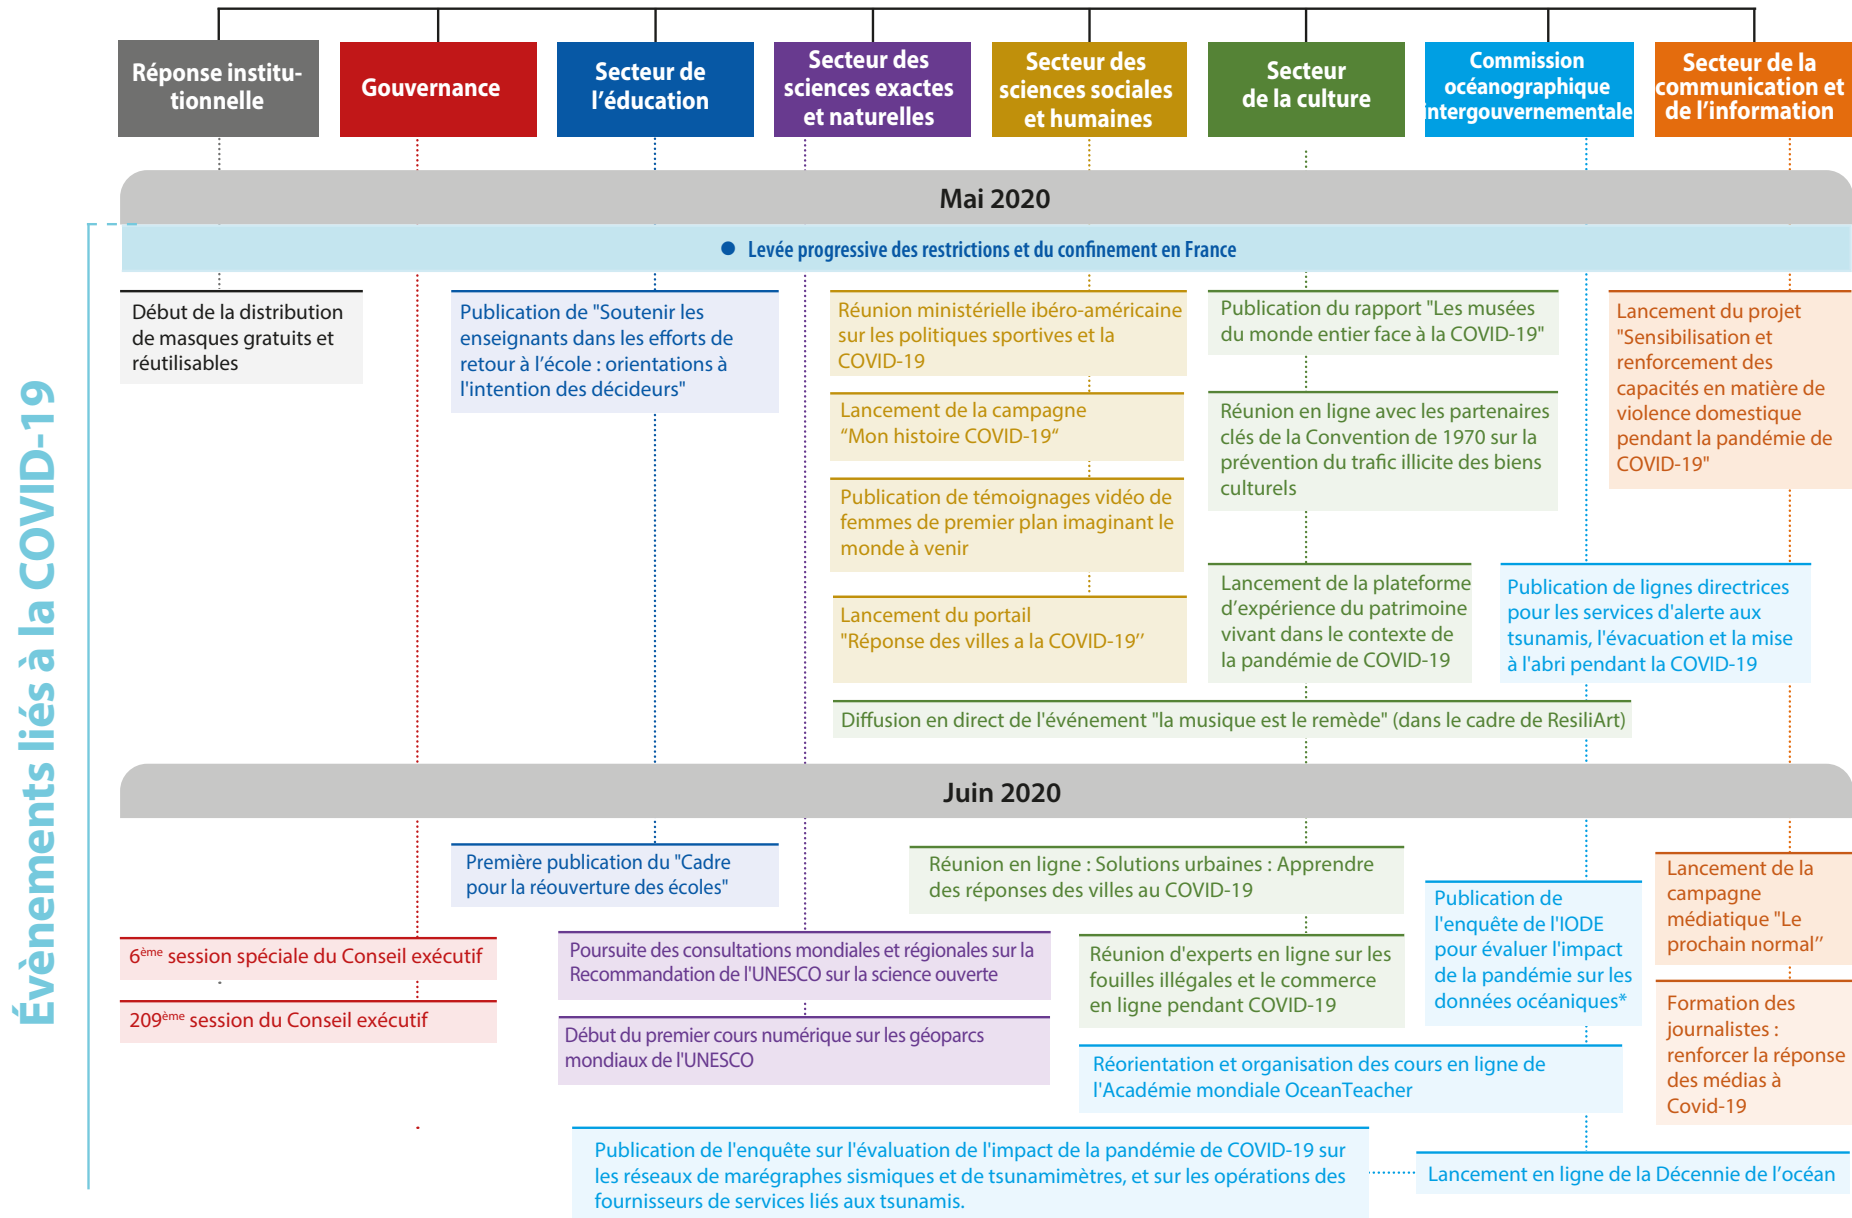 Réponse institu-
tionnelle
Gouvernance
Secteur de
l'éducation
Secteur des
sciences exactes
et naturelles
Secteur des
sciences sociales
et humaines
Secteur
de la culture
Commission
océanographique
intergouvernementale
Secteur de la
communication et
de l'information
Évènements liés à la COVID-19
Mai 2020
● Levée progressive des restrictions et du confinement en France
Début de la distribution
de masques gratuits et
réutilisables
Publication de "Soutenir les
enseignants dans les efforts de
retour à l'école : orientations à
l'intention des décideurs"
Réunion ministérielle ibéro-américaine
sur les politiques sportives et la
COVID-19
Lancement de la campagne
“Mon histoire COVID-19“
Publication de témoignages vidéo de
femmes de premier plan imaginant le
monde à venir
Lancement du portail
"Réponse des villes a la COVID-19’’
Publication du rapport "Les musées
du monde entier face à la COVID-19"
Réunion en ligne avec les partenaires
clés de la Convention de 1970 sur la
prévention du trafic illicite des biens
culturels
Lancement de la plateforme
d’expérience du patrimoine
vivant dans le contexte de
la pandémie de COVID-19
Publication de lignes directrices
pour les services d'alerte aux
tsunamis, l'évacuation et la mise
à l'abri pendant la COVID-19
Lancement du projet
"Sensibilisation et
renforcement des
capacités en matière de
violence domestique
pendant la pandémie de
COVID-19"
Diffusion en direct de l'événement "la musique est le remède" (dans le cadre de ResiliArt)
Juin 2020
6ème session spéciale du Conseil exécutif
209ème session du Conseil exécutif
Première publication du "Cadre
pour la réouverture des écoles"
Poursuite des consultations mondiales et régionales sur la
Recommandation de l'UNESCO sur la science ouverte
Début du premier cours numérique sur les géoparcs
mondiaux de l'UNESCO
Réunion en ligne : Solutions urbaines : Apprendre
des réponses des villes au COVID-19
Réunion d'experts en ligne sur les
fouilles illégales et le commerce
en ligne pendant COVID-19
Publication de
l'enquête de l'IODE
pour évaluer l'impact
de la pandémie sur les
données océaniques*
Lancement de la
campagne
médiatique "Le
prochain normal’’
Formation des
journalistes :
renforcer la réponse
des médias à
Covid-19
Réorientation et organisation des cours en ligne de
l'Académie mondiale OceanTeacher
Publication de l'enquête sur l'évaluation de l'impact de la pandémie de COVID-19 sur
les réseaux de marégraphes sismiques et de tsunamimètres, et sur les opérations des
fournisseurs de services liés aux tsunamis.
Lancement en ligne de la Décennie de l’océan